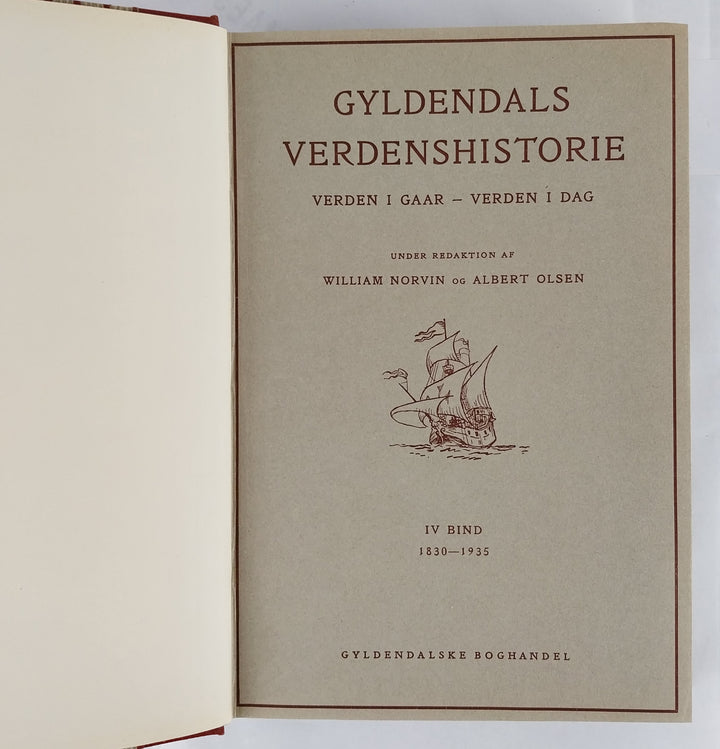 GYLDENDALS
VERDENSHISTORIE
VERDEN I GAAR – VERDEN I DAG
UNDER REDAKTION AF
WILLIAM NORVIN OG ALBERT OLSEN
IV BIND
1830—1935
GYLDENDALSKE BOGHANDEL